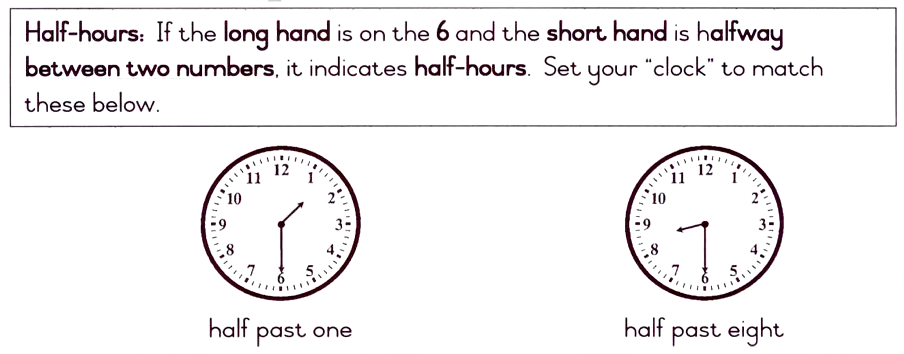 Half-hours: If the long hand is on the 6 and the short hand is halfway
between two numbers, it indicates half-hours. Set your “clock” to match
these below.
12
11 1
10 2
9 3
8 4
7 5
6
12
11 1
10 2
9 3
8 4
7 5
6
half past one
half past eight